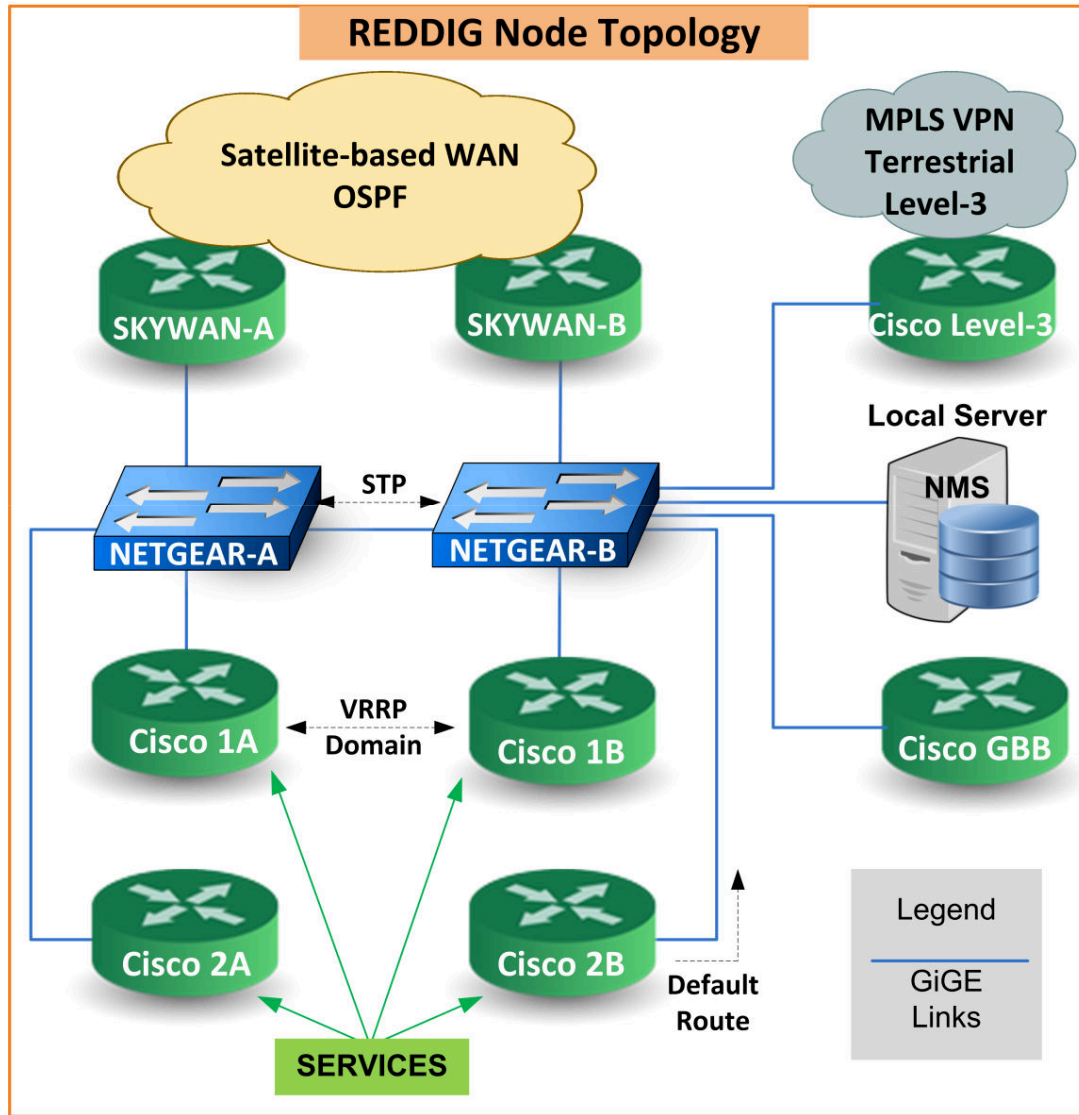 REDDIG Node Topology
Satellite-based WAN
OSPF
MPLS VPN
Terrestrial
Level-3
SKYWAN-A
SKYWAN-B
Cisco Level-3
Local Server
NMS
STP
NETGEAR-A
NETGEAR-B
VRRP
Domain
Cisco 1A
Cisco 1B
Cisco GBB
Cisco 2A
Cisco 2B
Default
Route
SERVICES
Legend
GiGE
Links